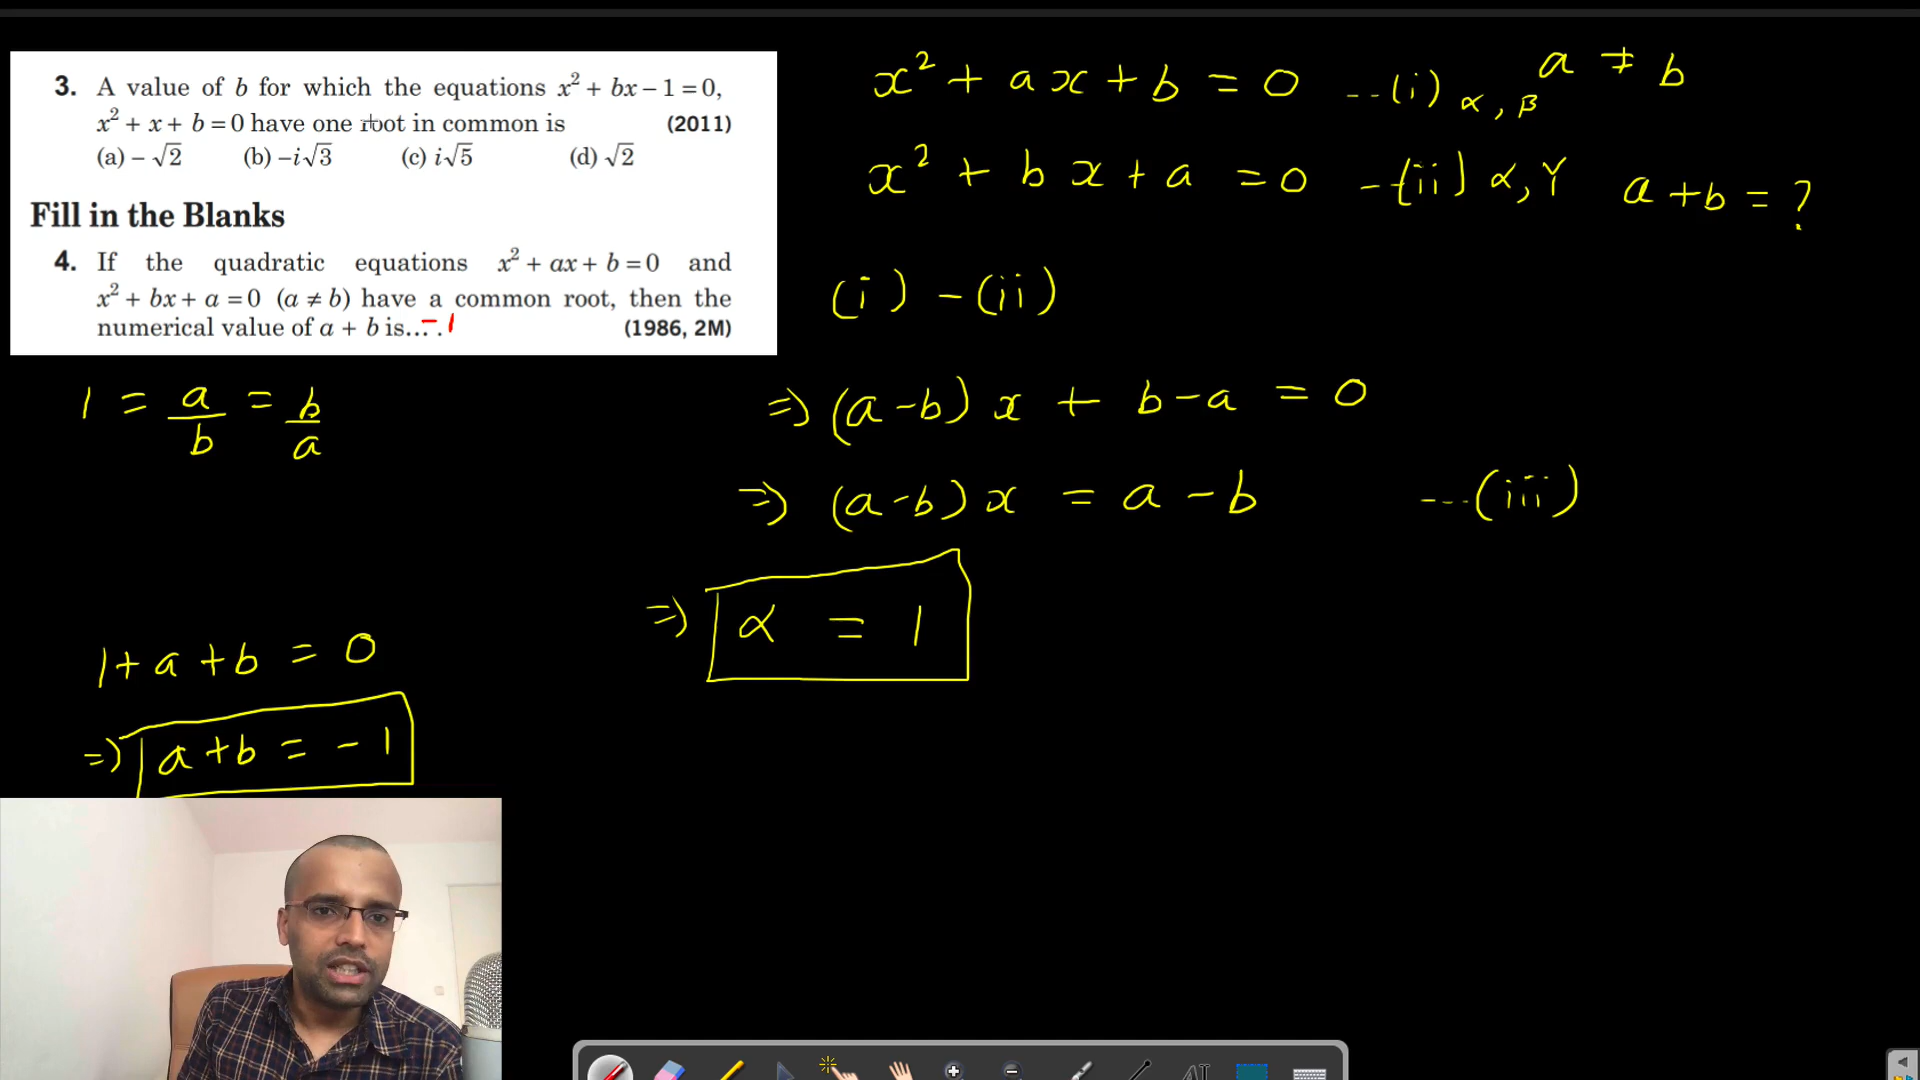 3. A value of b for which the equations x² + bx − 1 = 0,
x² + x + b = 0 have one root in common is (2011)
(a) − √2 (b) −i√3 (c) i√5 (d) √2
Fill in the Blanks
4. If the quadratic equations x² + ax + b = 0 and
x² + bx + a = 0 (a ≠ b) have a common root, then the
numerical value of a + b is.... −1 (1986, 2M)
1 = a/b = b/a
1 + a + b = 0
⇒ a + b = − 1
x² + ax + b = 0 --(i) α, β a ≠ b
x² + bx + a = 0 -(ii) α, γ a + b = ?
(i) − (ii)
⇒ (a − b) x + b − a = 0
⇒ (a − b) x = a − b ---(iii)
⇒ α = 1